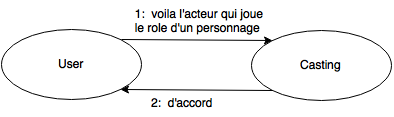 1: voila l'acteur qui joue
le role d'un personnage
User
Casting
2: d'accord